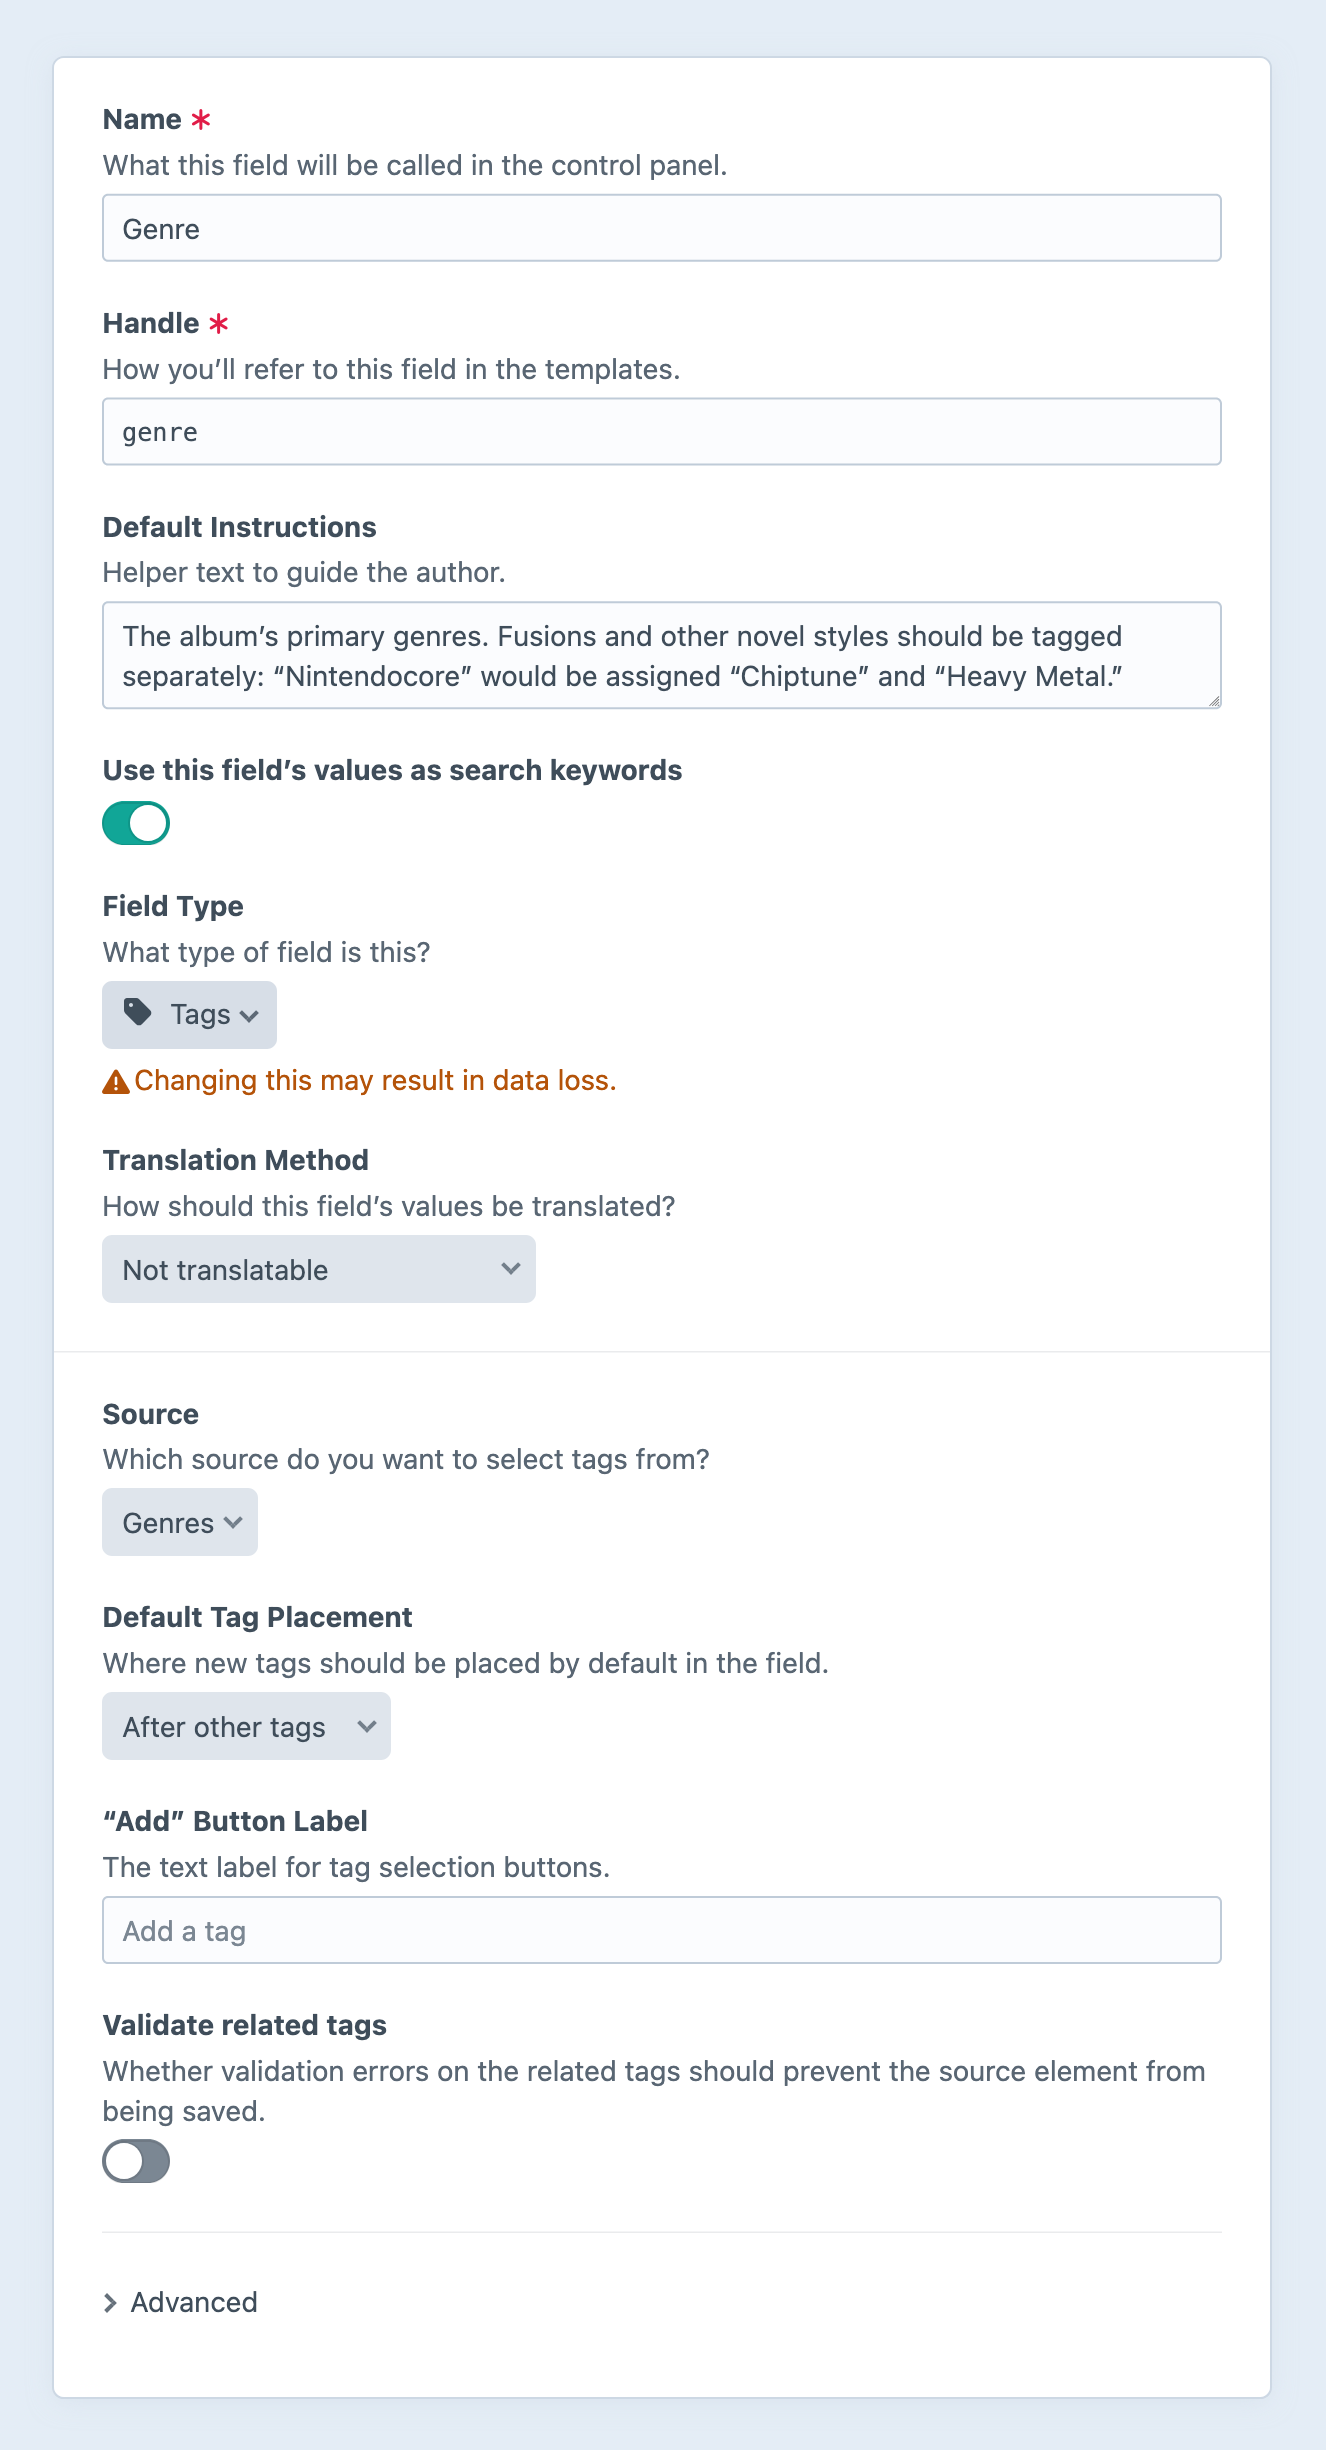 Name *
What this field will be called in the control panel.
Genre
Handle *
How you’ll refer to this field in the templates.
genre
Default Instructions
Helper text to guide the author.
The album’s primary genres. Fusions and other novel styles should be tagged
separately: “Nintendocore” would be assigned “Chiptune” and “Heavy Metal.”
Use this field’s values as search keywords
Field Type
What type of field is this?
Tags
Changing this may result in data loss.
Translation Method
How should this field’s values be translated?
Not translatable
Source
Which source do you want to select tags from?
Genres
Default Tag Placement
Where new tags should be placed by default in the field.
After other tags
“Add” Button Label
The text label for tag selection buttons.
Add a tag
Validate related tags
Whether validation errors on the related tags should prevent the source element from
being saved.
Advanced